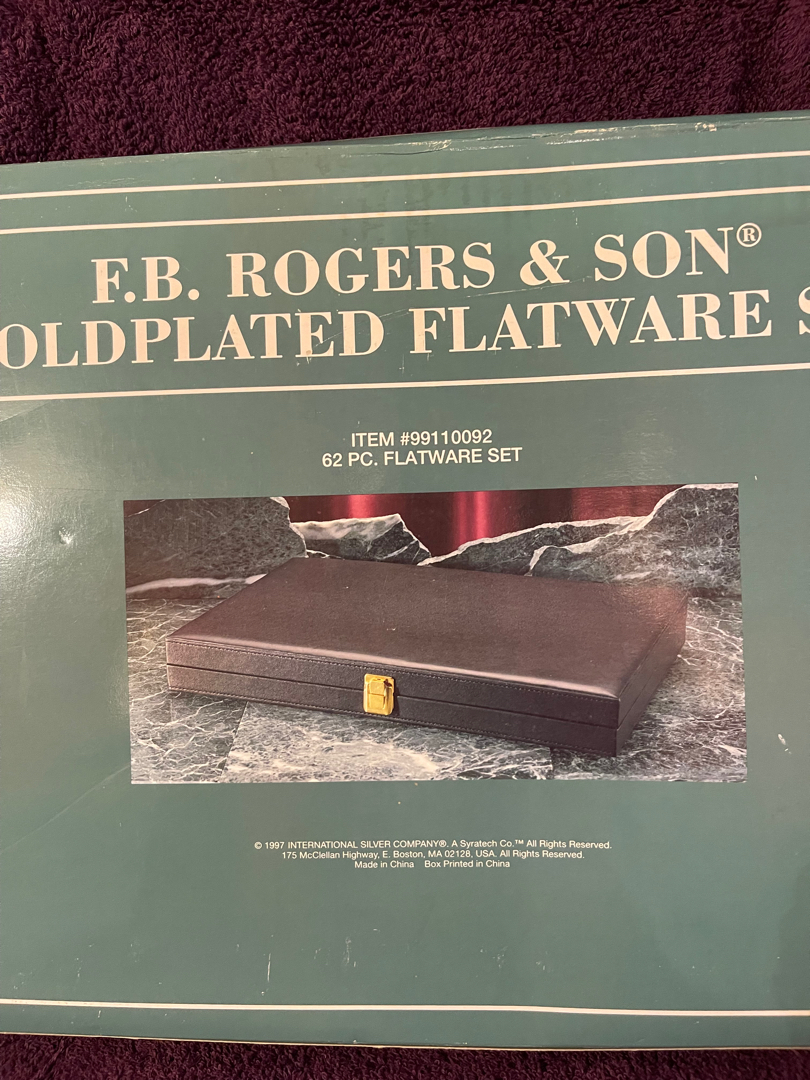 F.B. ROGERS & SON®
OLDPLATED FLATWARE S
ITEM #99110092
62 PC. FLATWARE SET
© 1997 INTERNATIONAL SILVER COMPANY®. A Syratech Co.™ All Rights Reserved.
175 McClellan Highway, E. Boston, MA 02128, USA. All Rights Reserved.
Made in China Box Printed in China